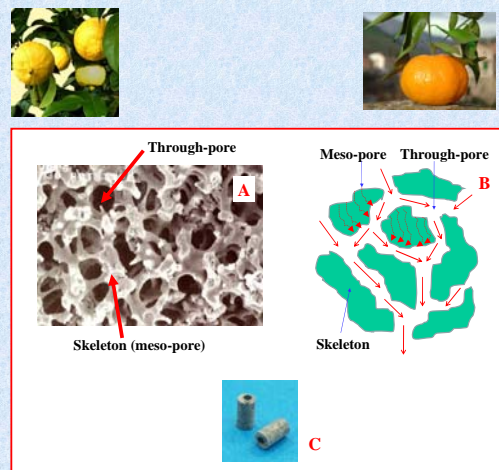 Through-pore
A
Skeleton (meso-pore)
Meso-pore Through-pore
B
Skeleton
C